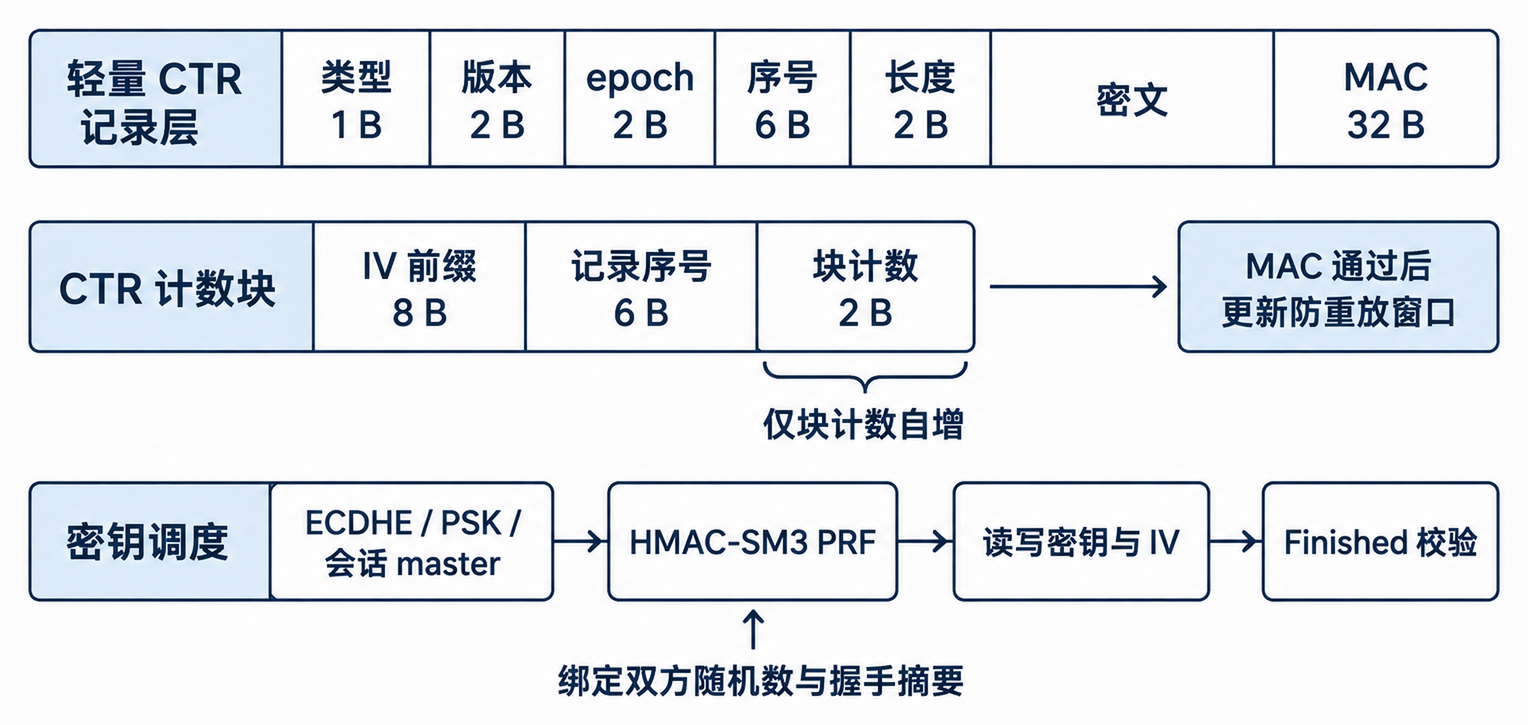 轻量 CTR
记录层
类型
1 B
版本
2 B
epoch
2 B
序号
6 B
长度
2 B
密文
MAC
32 B
CTR 计数块
IV 前缀
8 B
记录序号
6 B
块计数
2 B
MAC 通过后
更新防重放窗口
仅块计数自增
密钥调度
ECDHE / PSK /
会话 master
HMAC-SM3 PRF
读写密钥与 IV
Finished 校验
绑定双方随机数与握手摘要